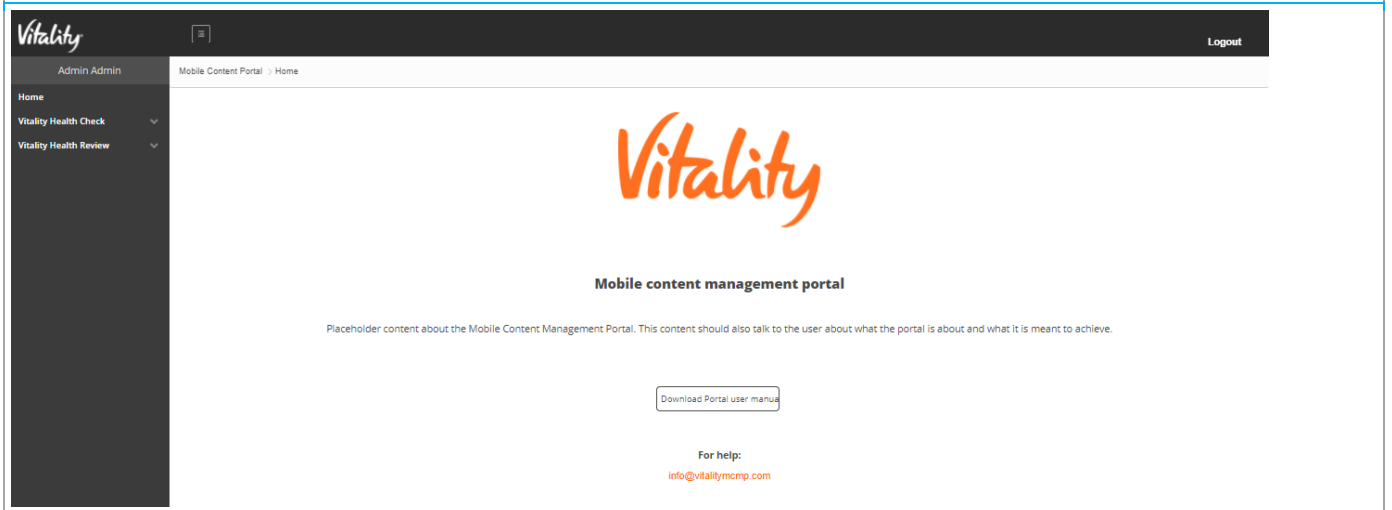 Vitality
Logout
Admin Admin
Mobile Content Portal > Home
Home
Vitality Health Check
Vitality Health Review
Vitality
Mobile content management portal
Placeholder content about the Mobile Content Management Portal. This content should also talk to the user about what the portal is about and what it is meant to achieve.
Download Portal user manua
For help:
info@vitalitymcmp.com